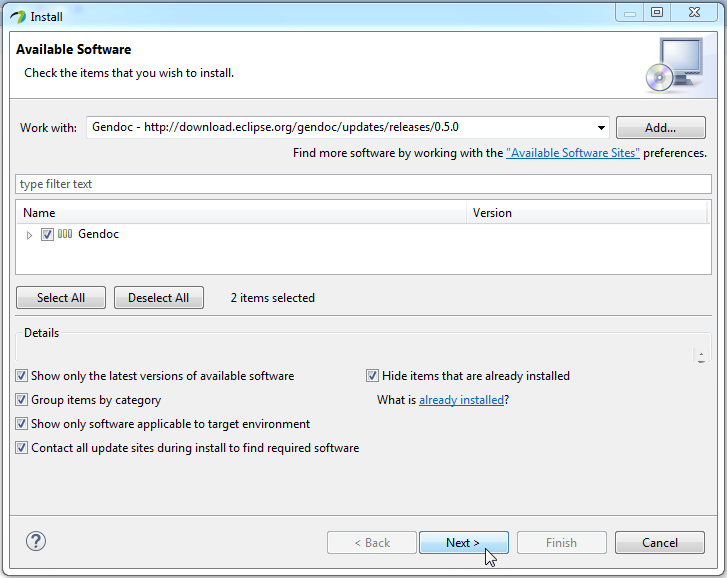 Install
Available Software
Check the items that you wish to install.
Work with: Gendoc - http://download.eclipse.org/gendoc/updates/releases/0.5.0 Add...
Find more software by working with the "Available Software Sites" preferences.
type filter text
Name Version
Gendoc
Select All Deselect All 2 items selected
Details
Show only the latest versions of available software Hide items that are already installed
Group items by category What is already installed?
Show only software applicable to target environment
Contact all update sites during install to find required software
? < Back Next > Finish Cancel